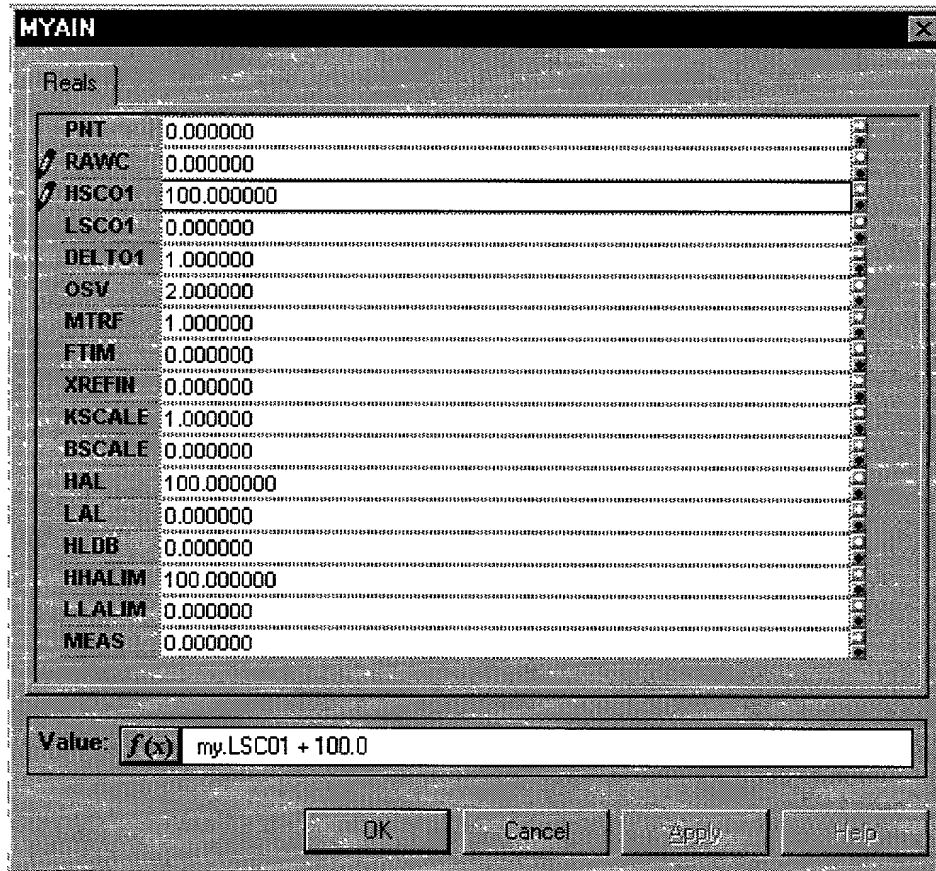 MYAIN
Reals
PNT 0.000000
RAWC 0.000000
HSCO1 100.000000
LSCO1 0.000000
DELTO1 1.000000
OSV 2.000000
MTRF 1.000000
FTIM 0.000000
XREFIN 0.000000
KSCALE 1.000000
BSCALE 0.000000
HAL 100.000000
LAL 0.000000
HLDB 0.000000
HHALIM 100.000000
LLALIM 0.000000
MEAS 0.000000
Value: f(x) my.LSC01 + 100.0
OK Cancel Apply Help